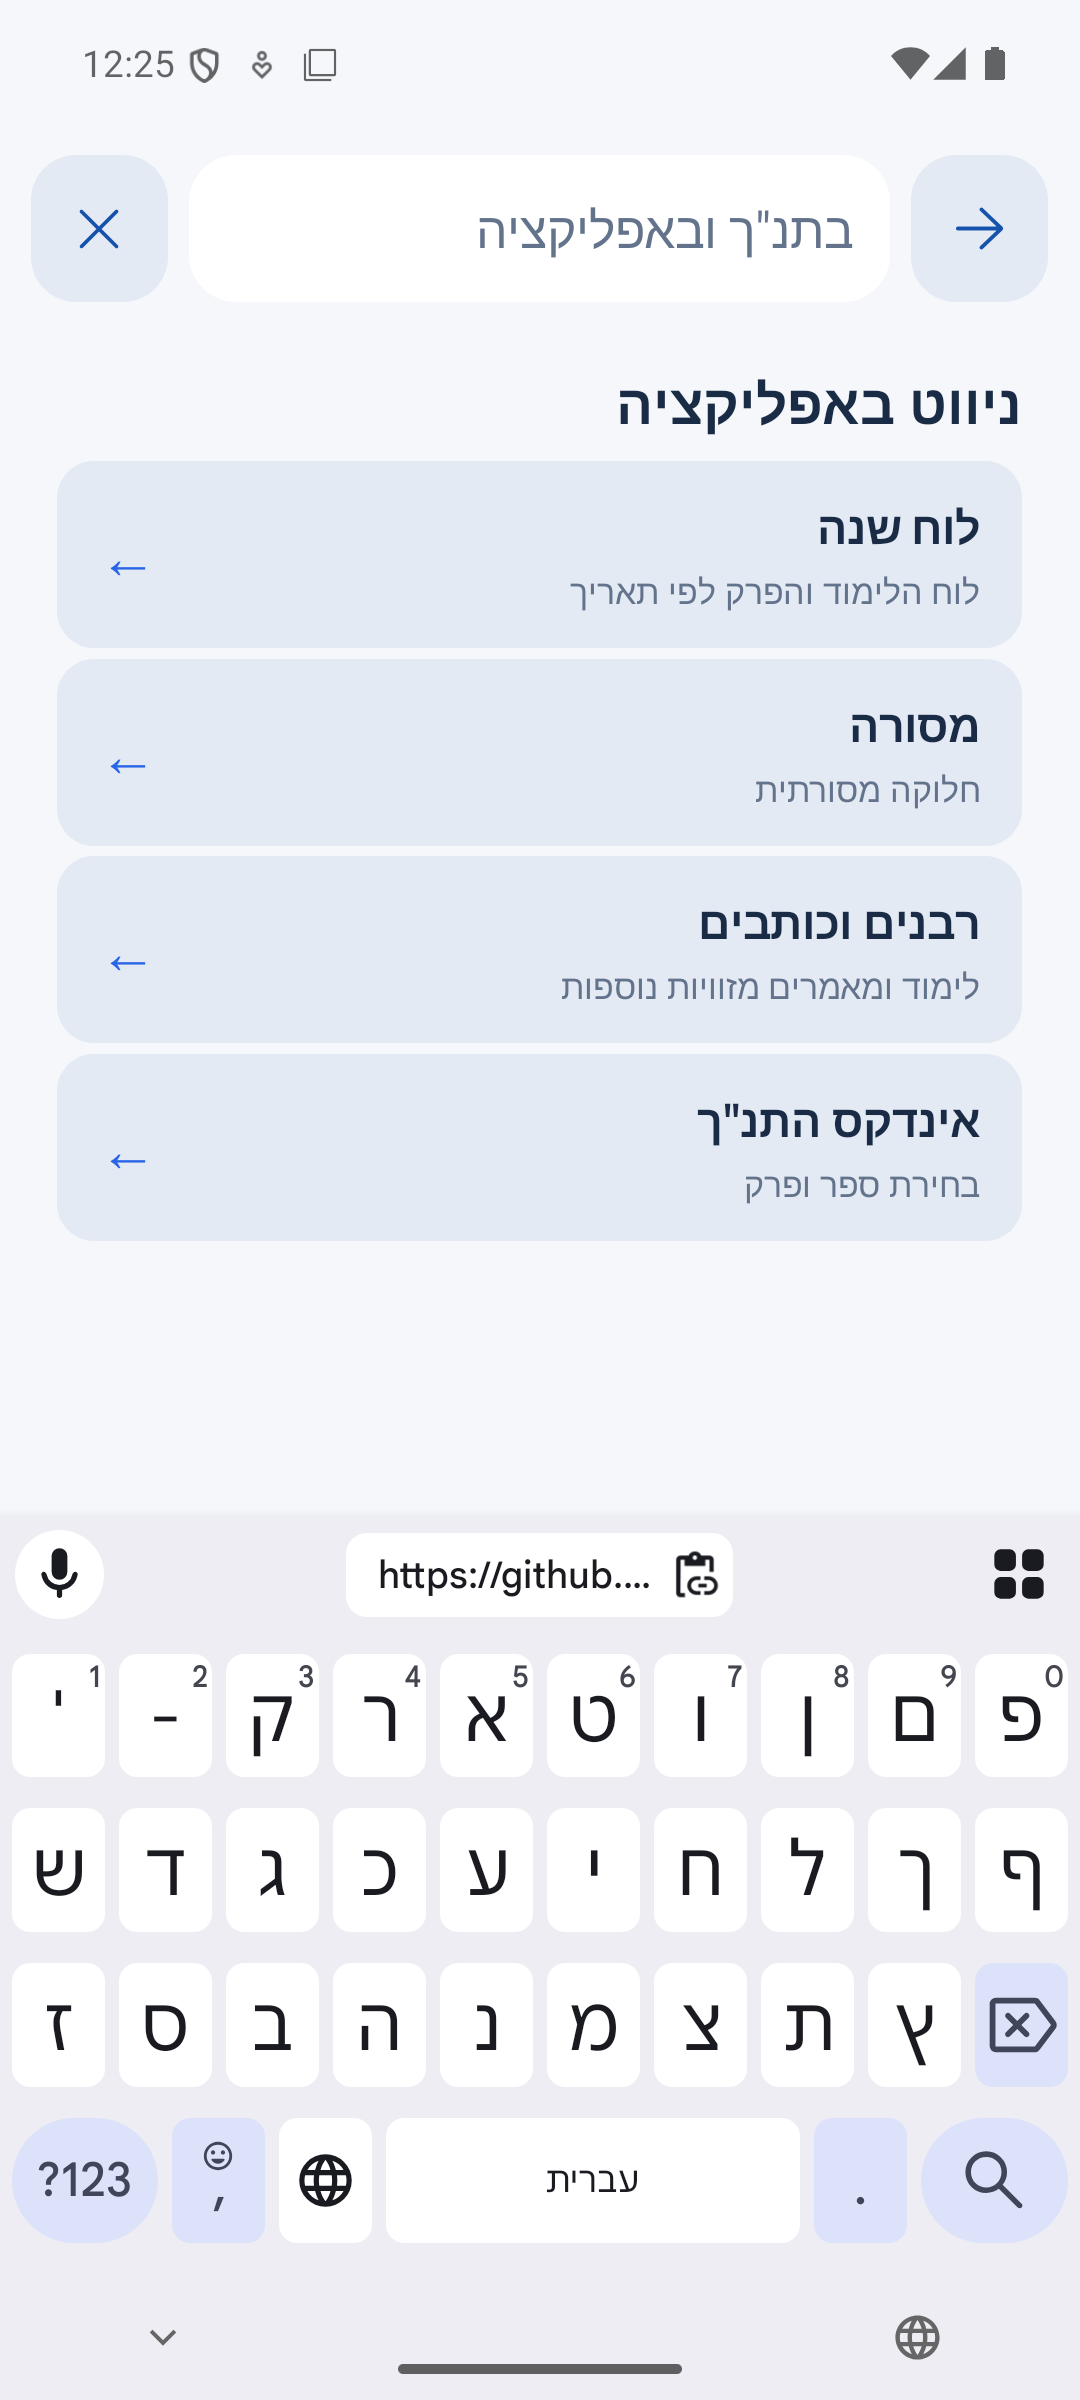 12:25
בתנ"ך ובאפליקציה
ניווט באפליקציה
לוח שנה
לוח הלימוד והפרק לפי תאריך
←
מסורה
חלוקה מסורתית
←
רבנים וכותבים
לימוד ומאמרים מזוויות נוספות
←
אינדקס התנ"ך
בחירת ספר ופרק
←
https://github....
' 1 - 2 ק 3 ר 4 א 5 ט 6 ו 7 ן 8 ם 9 פ 0
ש ד ג כ ע י ח ל ך ף
ז ס ב ה נ מ צ ת ץ
?123 , עברית .